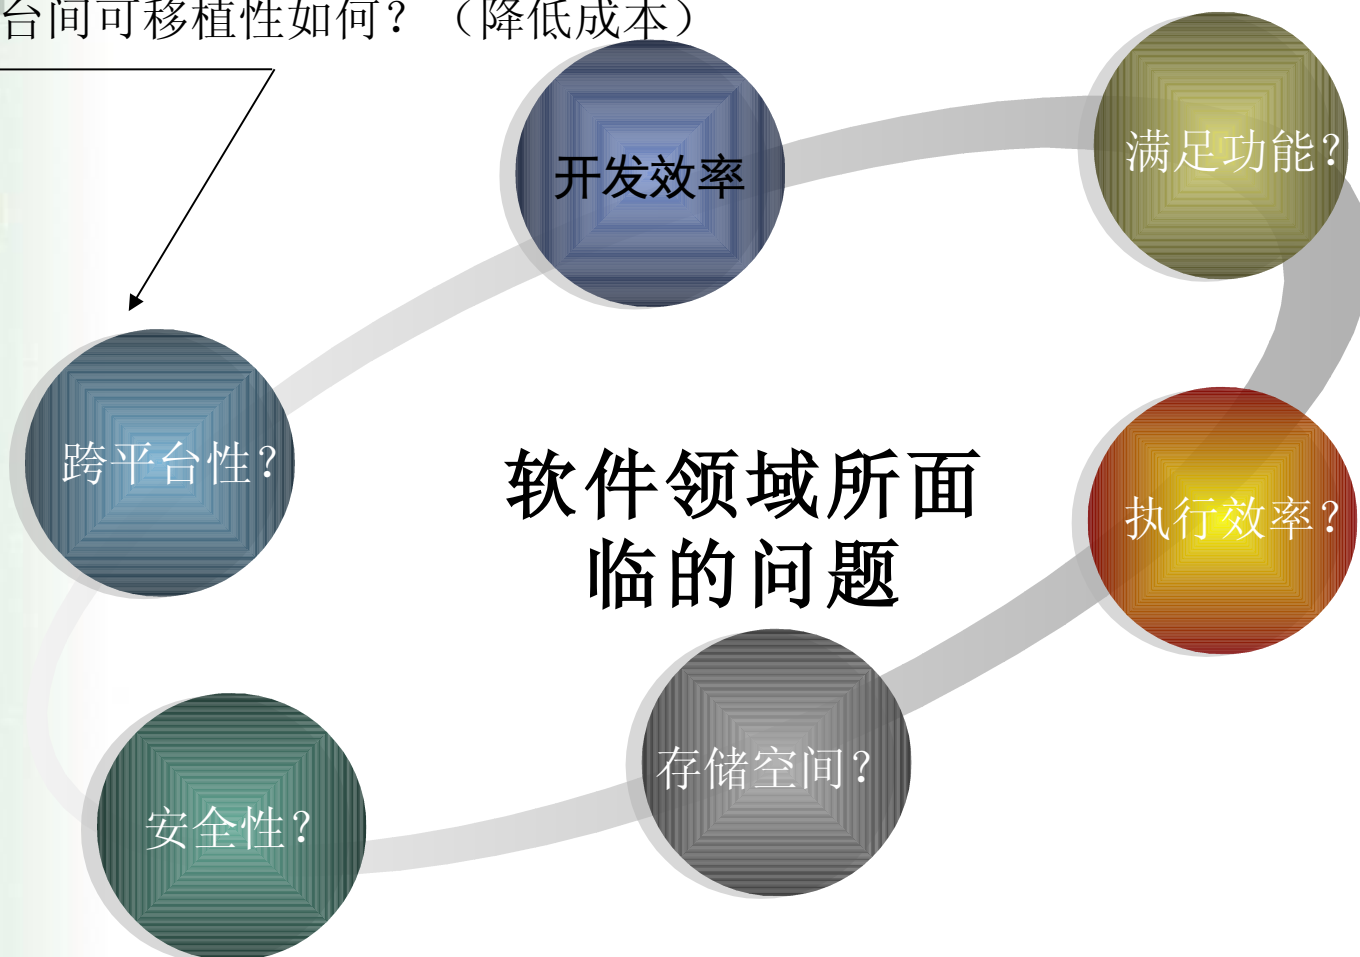 台间可移植性如何？（降低成本）
开发效率
满足功能？
跨平台性？
软件领域所面
临的问题
执行效率？
存储空间？
安全性？